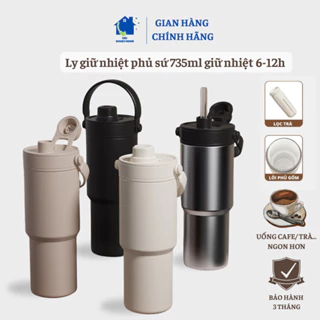 GIAN HÀNG
CHÍNH HÃNG
Ly giữ nhiệt phủ sứ 735ml giữ nhiệt 6-12h
LỌC TRÀ
LÕI PHỦ GỐM
UỐNG CAFE/ TRÀ...
NGON HƠN
BẢO HÀNH
3 THÁNG